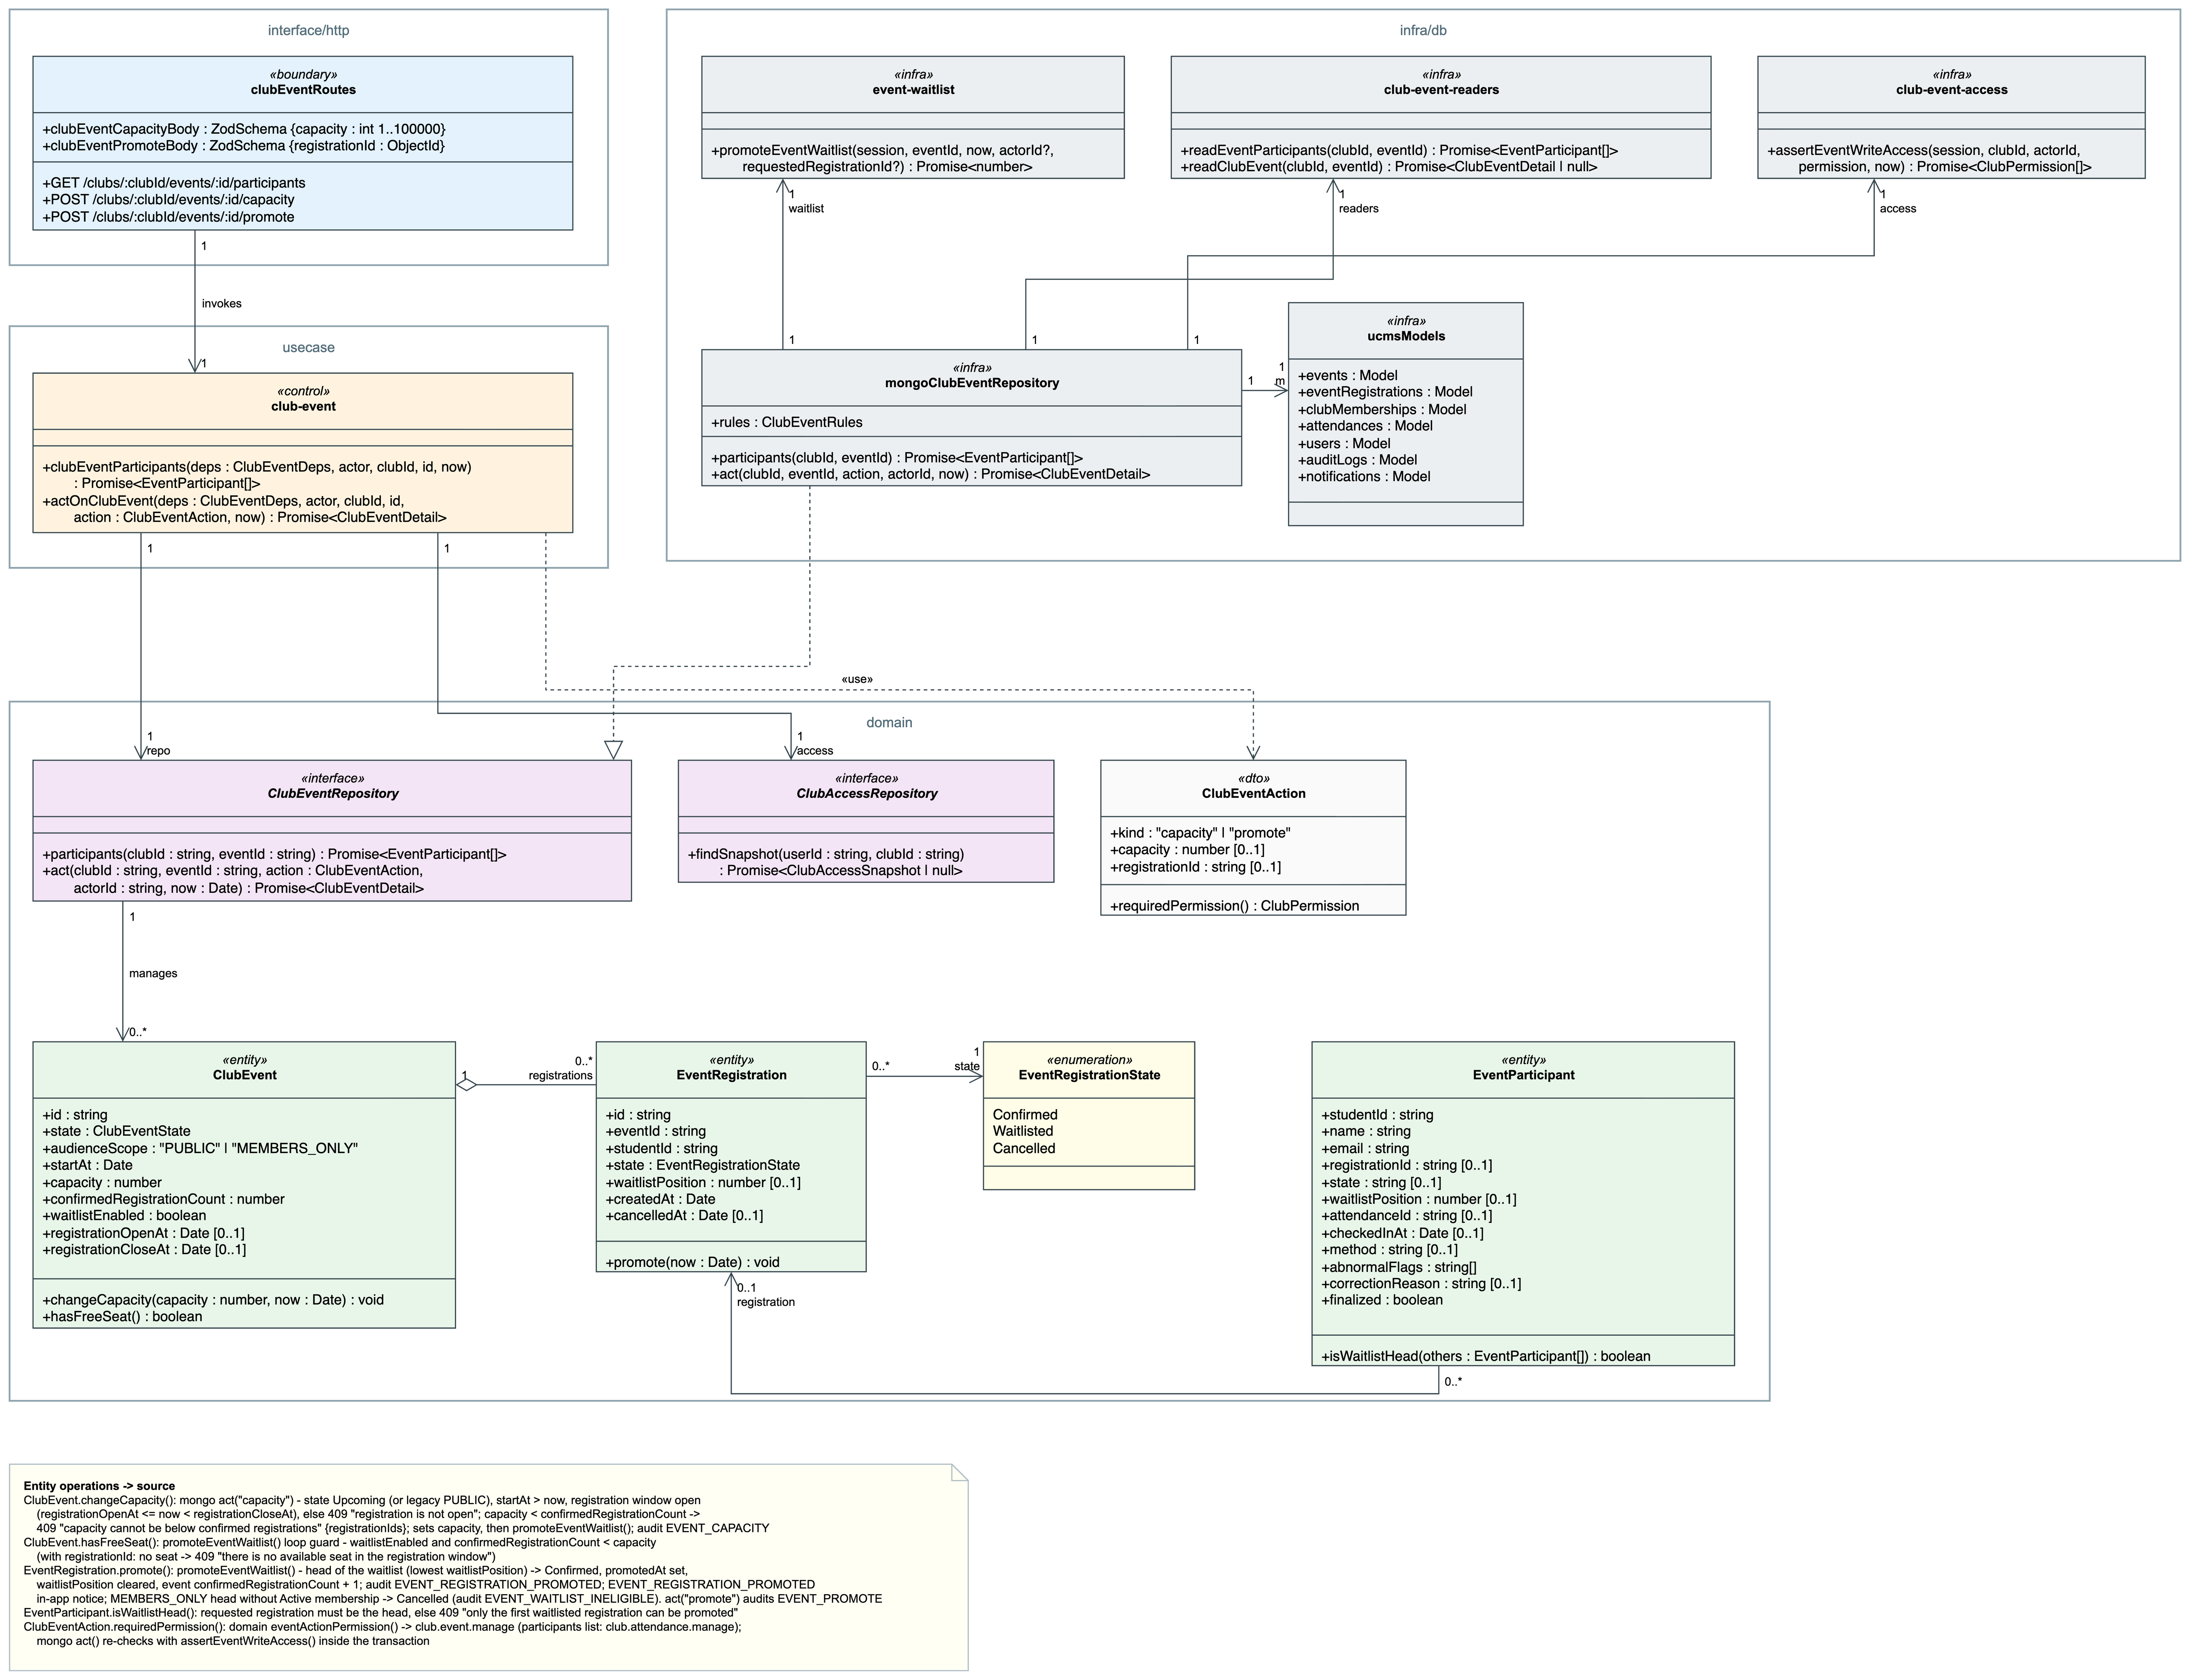 interface/http
«boundary»
clubEventRoutes
+clubEventCapacityBody : ZodSchema {capacity : int 1..100000}
+clubEventPromoteBody : ZodSchema {registrationId : ObjectId}
+GET /clubs/:clubId/events/:id/participants
+POST /clubs/:clubId/events/:id/capacity
+POST /clubs/:clubId/events/:id/promote
1
invokes
1
usecase
«control»
club-event
+clubEventParticipants(deps : ClubEventDeps, actor, clubId, id, now)
: Promise<EventParticipant[]>
+actOnClubEvent(deps : ClubEventDeps, actor, clubId, id,
action : ClubEventAction, now) : Promise<ClubEventDetail>
1
1
infra/db
«infra»
event-waitlist
+promoteEventWaitlist(session, eventId, now, actorId?,
requestedRegistrationId?) : Promise<number>
«infra»
club-event-readers
+readEventParticipants(clubId, eventId) : Promise<EventParticipant[]>
+readClubEvent(clubId, eventId) : Promise<ClubEventDetail | null>
«infra»
club-event-access
+assertEventWriteAccess(session, clubId, actorId,
permission, now) : Promise<ClubPermission[]>
1
waitlist
1
readers
1
access
1
1
1
«infra»
mongoClubEventRepository
+rules : ClubEventRules
+participants(clubId, eventId) : Promise<EventParticipant[]>
+act(clubId, eventId, action, actorId, now) : Promise<ClubEventDetail>
1
1
m
«infra»
ucmsModels
+events : Model
+eventRegistrations : Model
+clubMemberships : Model
+attendances : Model
+users : Model
+auditLogs : Model
+notifications : Model
«use»
domain
1
repo
1
access
«interface»
ClubEventRepository
+participants(clubId : string, eventId : string) : Promise<EventParticipant[]>
+act(clubId : string, eventId : string, action : ClubEventAction,
actorId : string, now : Date) : Promise<ClubEventDetail>
«interface»
ClubAccessRepository
+findSnapshot(userId : string, clubId : string)
: Promise<ClubAccessSnapshot | null>
«dto»
ClubEventAction
+kind : "capacity" | "promote"
+capacity : number [0..1]
+registrationId : string [0..1]
+requiredPermission() : ClubPermission
1
manages
0..*
«entity»
ClubEvent
+id : string
+state : ClubEventState
+audienceScope : "PUBLIC" | "MEMBERS_ONLY"
+startAt : Date
+capacity : number
+confirmedRegistrationCount : number
+waitlistEnabled : boolean
+registrationOpenAt : Date [0..1]
+registrationCloseAt : Date [0..1]
+changeCapacity(capacity : number, now : Date) : void
+hasFreeSeat() : boolean
1
0..*
registrations
«entity»
EventRegistration
+id : string
+eventId : string
+studentId : string
+state : EventRegistrationState
+waitlistPosition : number [0..1]
+createdAt : Date
+cancelledAt : Date [0..1]
+promote(now : Date) : void
0..*
1
state
«enumeration»
EventRegistrationState
Confirmed
Waitlisted
Cancelled
«entity»
EventParticipant
+studentId : string
+name : string
+email : string
+registrationId : string [0..1]
+state : string [0..1]
+waitlistPosition : number [0..1]
+attendanceId : string [0..1]
+checkedInAt : Date [0..1]
+method : string [0..1]
+abnormalFlags : string[]
+correctionReason : string [0..1]
+finalized : boolean
+isWaitlistHead(others : EventParticipant[]) : boolean
0..1
registration
0..*
Entity operations -> source
ClubEvent.changeCapacity(): mongo act("capacity") - state Upcoming (or legacy PUBLIC), startAt > now, registration window open
(registrationOpenAt <= now < registrationCloseAt), else 409 "registration is not open"; capacity < confirmedRegistrationCount ->
409 "capacity cannot be below confirmed registrations" {registrationIds}; sets capacity, then promoteEventWaitlist(); audit EVENT_CAPACITY
ClubEvent.hasFreeSeat(): promoteEventWaitlist() loop guard - waitlistEnabled and confirmedRegistrationCount < capacity
(with registrationId: no seat -> 409 "there is no available seat in the registration window")
EventRegistration.promote(): promoteEventWaitlist() - head of the waitlist (lowest waitlistPosition) -> Confirmed, promotedAt set,
waitlistPosition cleared, event confirmedRegistrationCount + 1; audit EVENT_REGISTRATION_PROMOTED; EVENT_REGISTRATION_PROMOTED
in-app notice; MEMBERS_ONLY head without Active membership -> Cancelled (audit EVENT_WAITLIST_INELIGIBLE). act("promote") audits EVENT_PROMOTE
EventParticipant.isWaitlistHead(): requested registration must be the head, else 409 "only the first waitlisted registration can be promoted"
ClubEventAction.requiredPermission(): domain eventActionPermission() -> club.event.manage (participants list: club.attendance.manage);
mongo act() re-checks with assertEventWriteAccess() inside the transaction